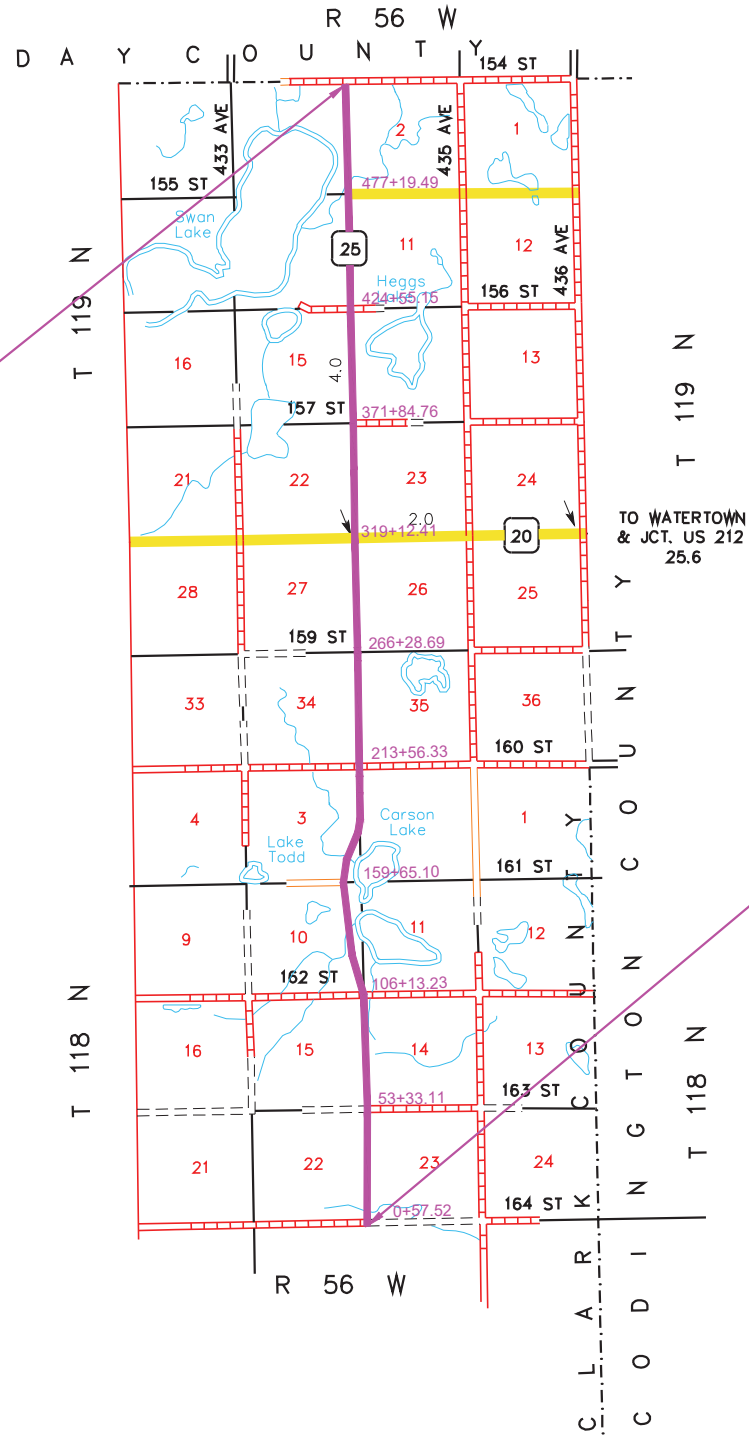 R 56 W
D A Y C O U N T Y
154 ST
433 AVE
435 AVE
2
1
155 ST
477+19.49
Swan
Lake
25
11
12
436 AVE
T 119 N
Heggs
424+55.15
156 ST
16
15
4.0
13
T 119 N
157 ST
371+84.76
21
22
23
24
2.0
319+12.41
20
TO WATERTOWN
& JCT. US 212
25.6
28
27
26
25
159 ST
266+28.69
33
34
35
36
160 ST
213+56.33
4
3
Carson
Lake
1
Lake
Todd
159+65.10
161 ST
9
10
11
12
162 ST
106+13.23
T 118 N
16
15
14
13
T 118 N
53+33.11
163 ST
21
22
23
24
0+57.52
164 ST
R 56 W
C L A R K C O U N T Y
C O D I N G T O N C O U N T Y